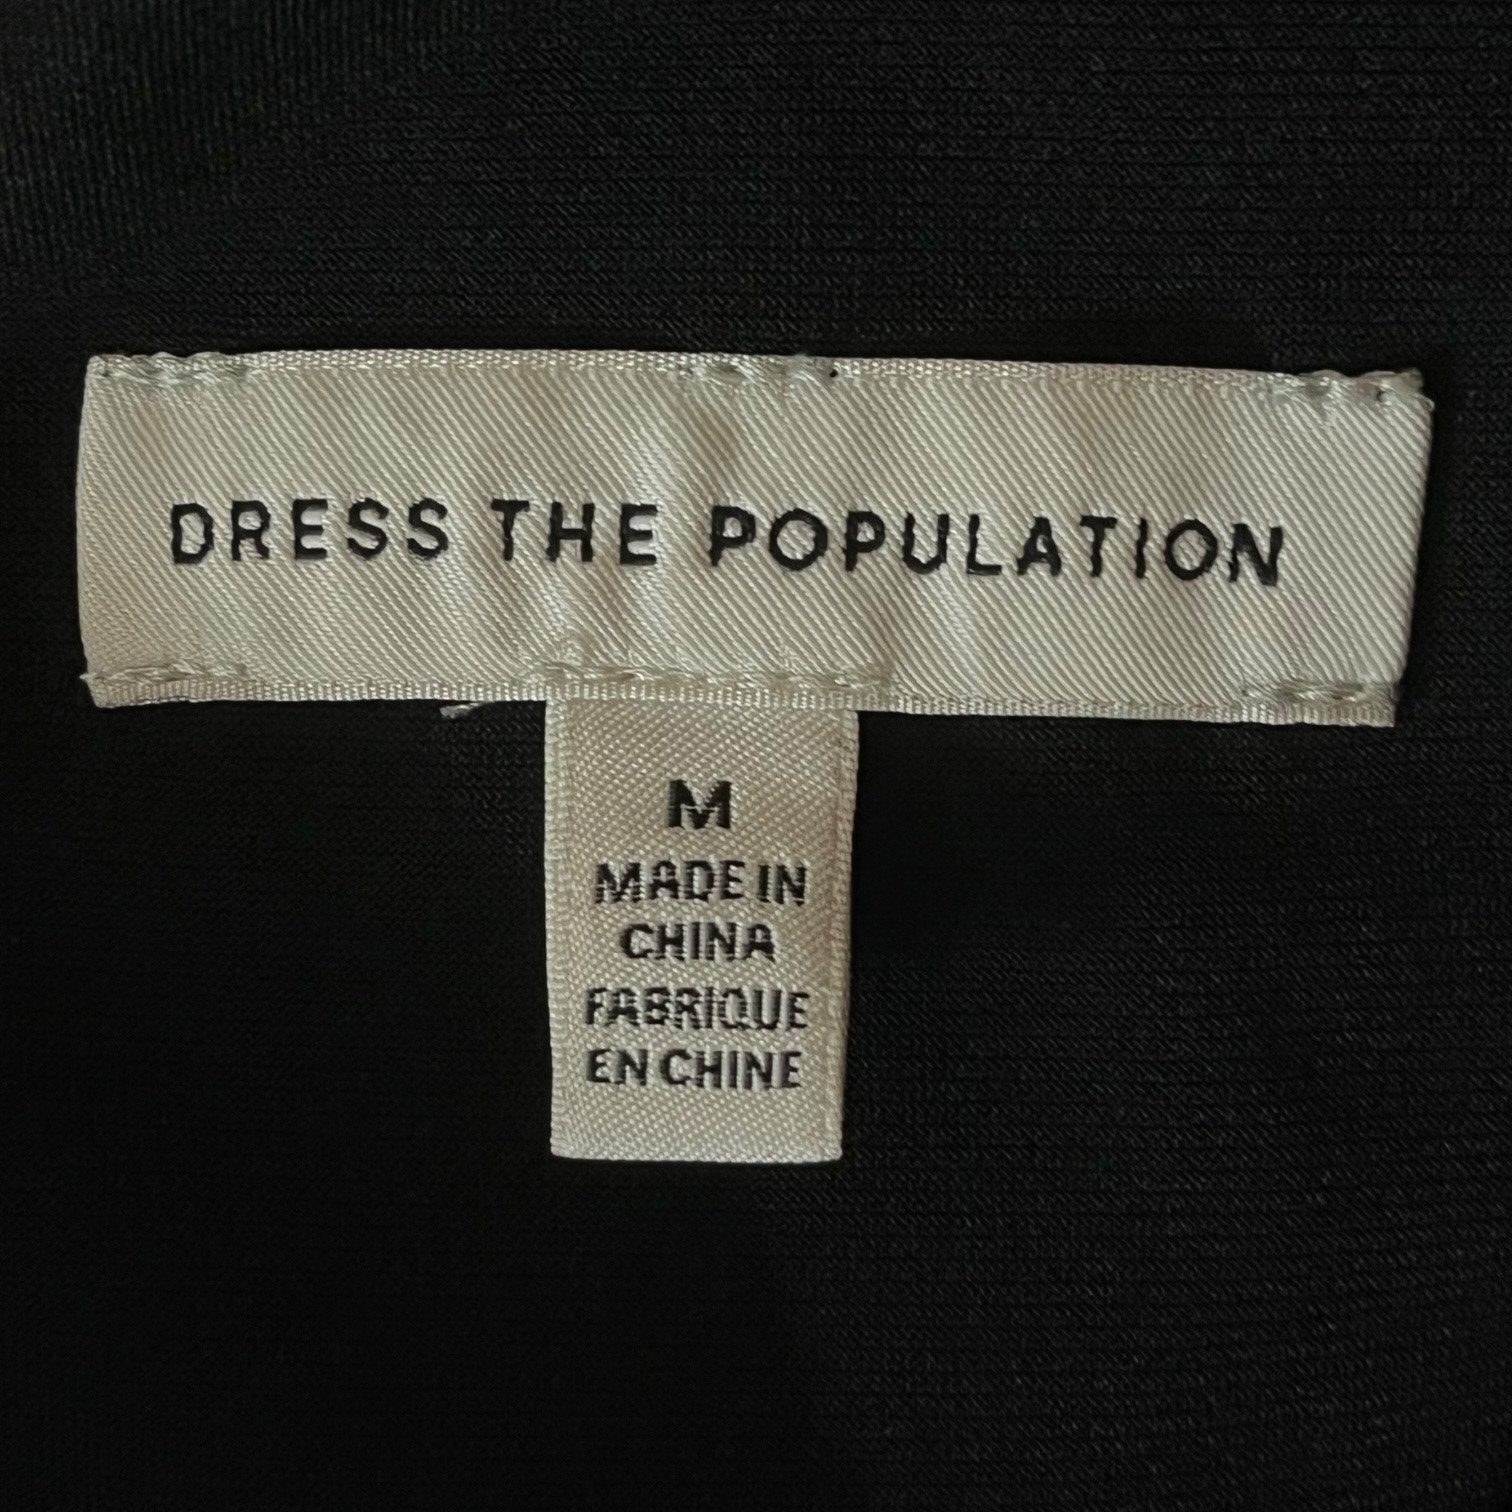 DRESS THE POPULATION
M
MADE IN
CHINA
FABRIQUE
EN CHINE